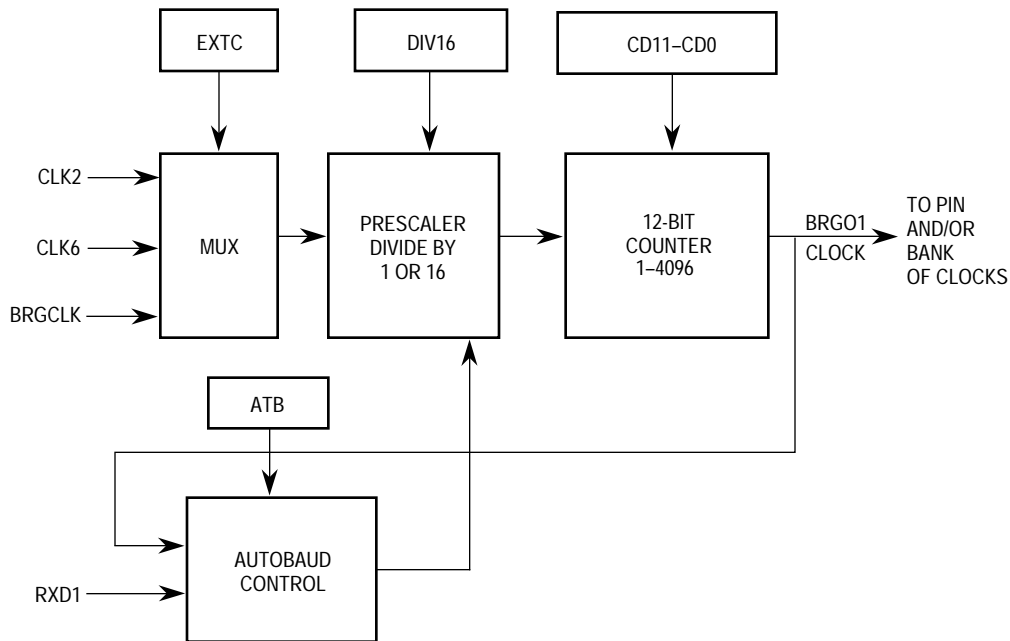 EXTC
DIV16
CD11–CD0
CLK2
CLK6
BRGCLK
MUX
PRESCALER
DIVIDE BY
1 OR 16
12-BIT
COUNTER
1–4096
BRGO1
CLOCK
TO PIN
AND/OR
BANK
OF CLOCKS
ATB
AUTOBAUD
CONTROL
RXD1